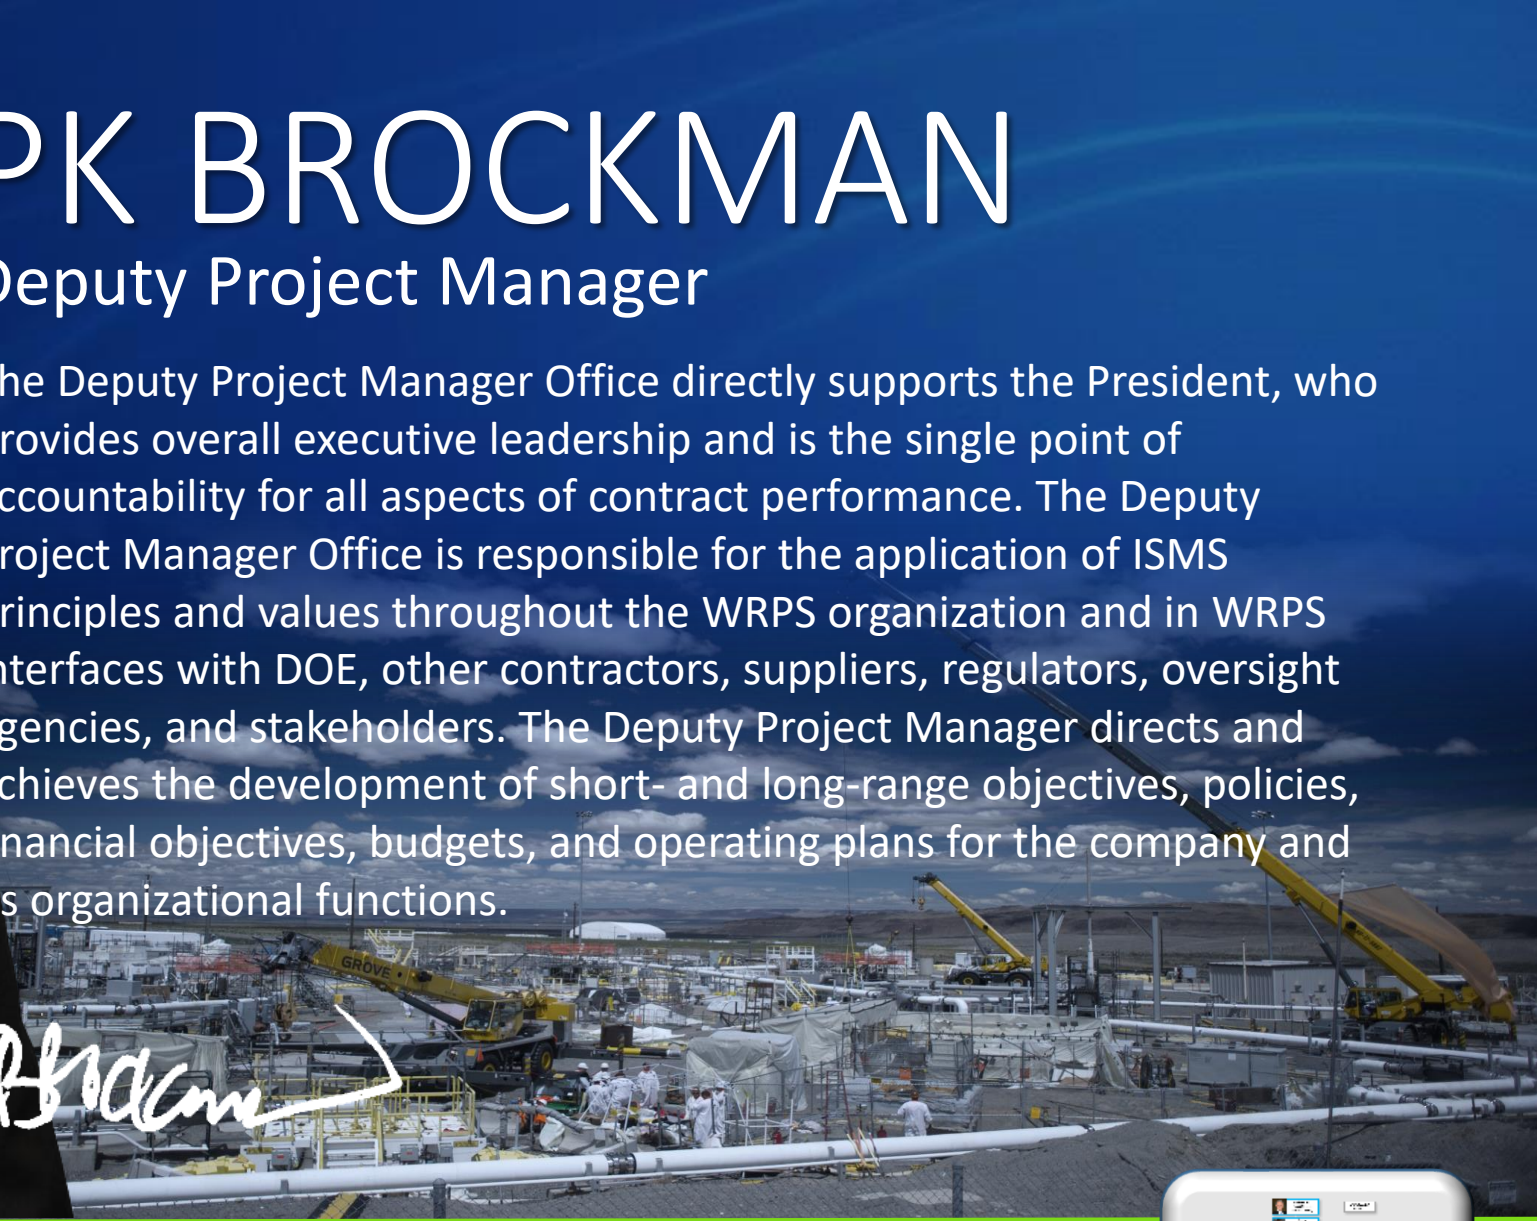 PK BROCKMAN
Deputy Project Manager
he Deputy Project Manager Office directly supports the President, who
rovides overall executive leadership and is the single point of
ccountability for all aspects of contract performance. The Deputy
roject Manager Office is responsible for the application of ISMS
rinciples and values throughout the WRPS organization and in WRPS
nterfaces with DOE, other contractors, suppliers, regulators, oversight
gencies, and stakeholders. The Deputy Project Manager directs and
chieves the development of short- and long-range objectives, policies,
nancial objectives, budgets, and operating plans for the company and
s organizational functions.
GROVE